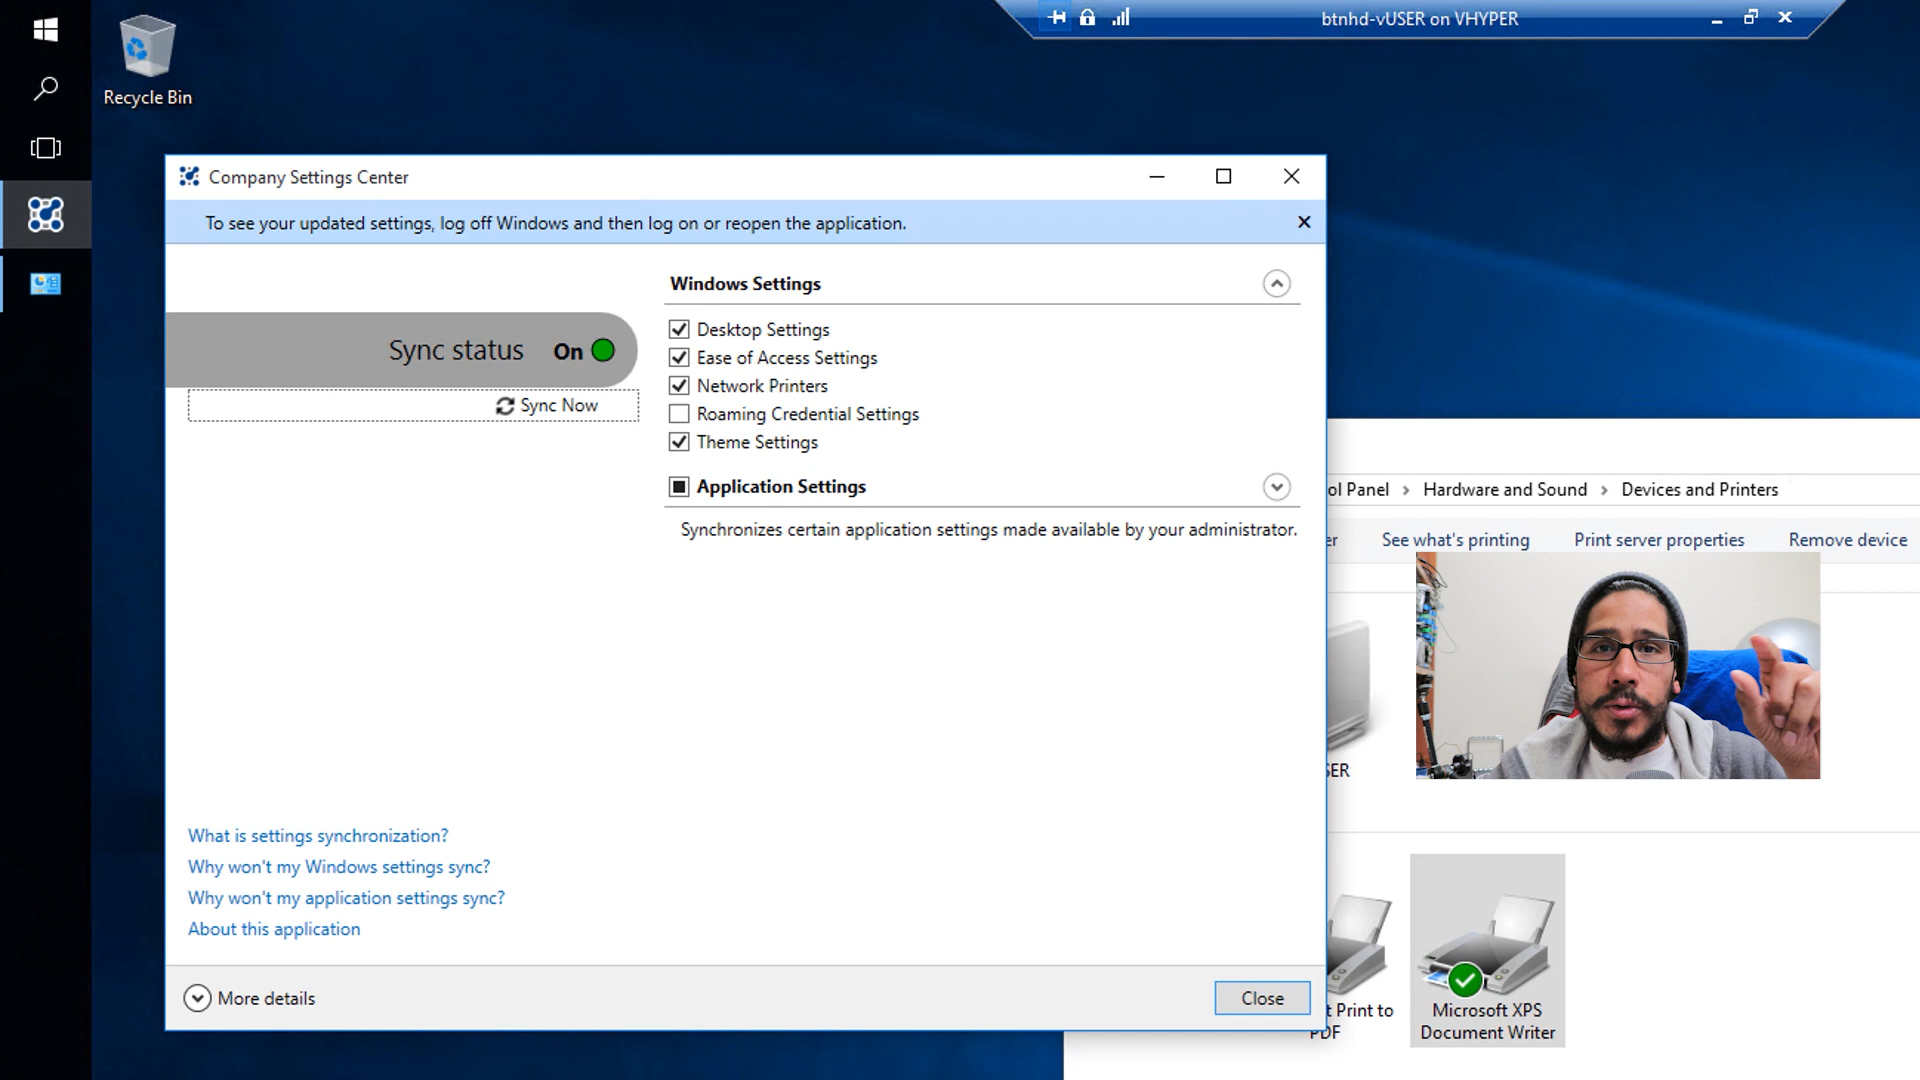 btnhd-vUSER on VHYPER
Recycle Bin
Company Settings Center
To see your updated settings, log off Windows and then log on or reopen the application.
Windows Settings
Desktop Settings
Sync status On
Ease of Access Settings
Network Printers
Sync Now
Roaming Credential Settings
Theme Settings
Application Settings
Synchronizes certain application settings made available by your administrator.
ol Panel > Hardware and Sound > Devices and Printers
er See what's printing Print server properties Remove device
SER
What is settings synchronization?
Why won't my Windows settings sync?
Why won't my application settings sync?
About this application
More details
Close
t Print to
PDF
Microsoft XPS
Document Writer